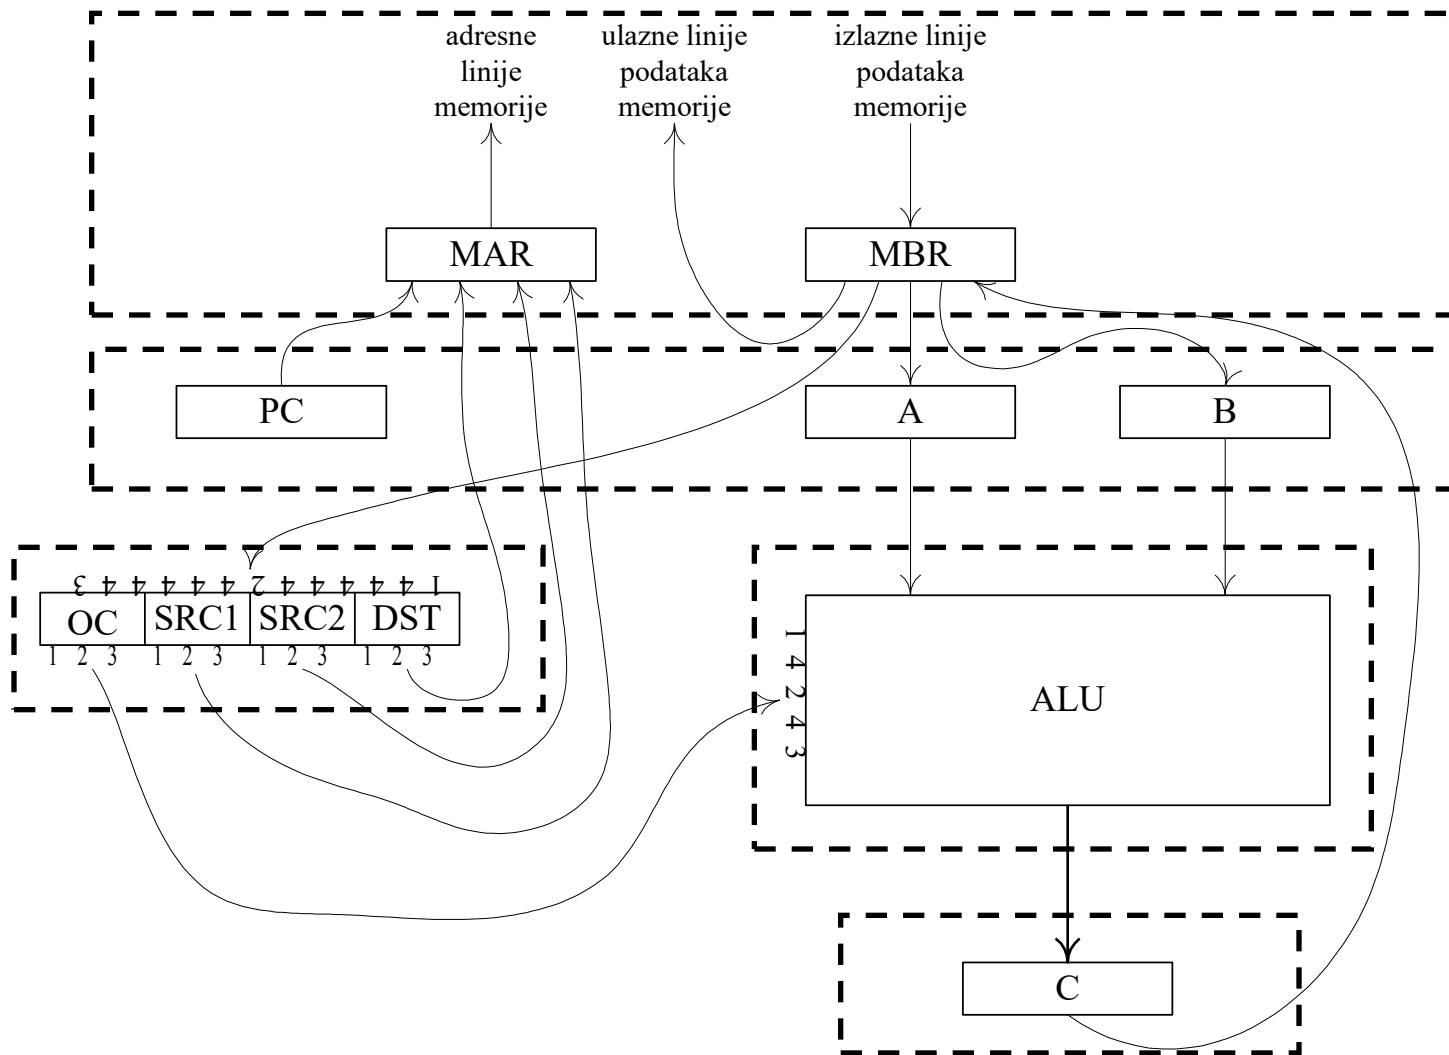 adresne
linije
memorije
ulazne linije
podataka
memorije
izlazne linije
podataka
memorije
MAR
MBR
PC
A
B
3 4 4 4 4 4 2 4 4 4 4 4 1
OC SRC1 SRC2 DST
1 2 3 1 2 3 1 2 3 1 2 3
1 4 2 4 3
ALU
C